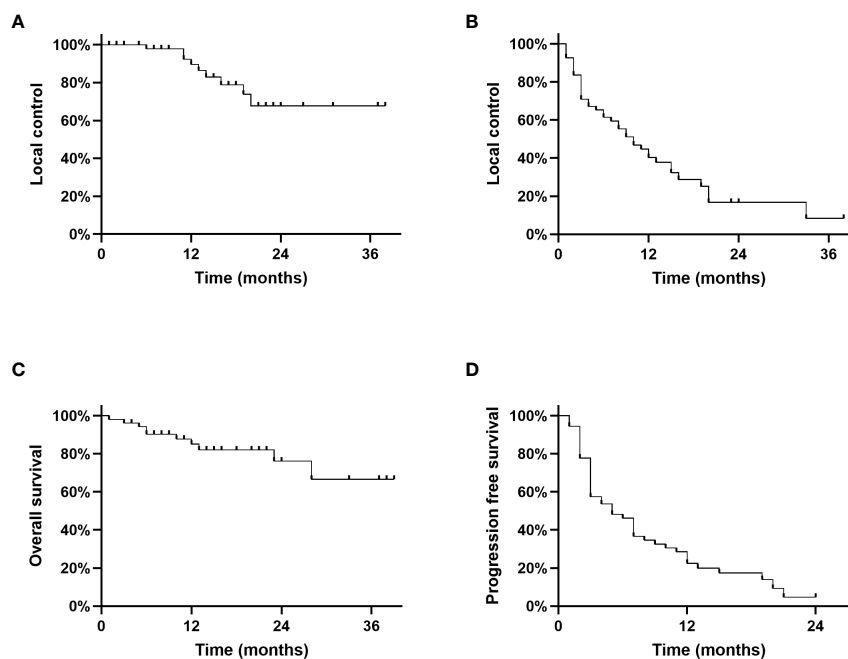 A
100%
80%
60%
40%
20%
0%
Local control
0 12 24 36
Time (months)
B
100%
80%
60%
40%
20%
0%
Local control
0 12 24 36
Time (months)
C
100%
80%
60%
40%
20%
0%
Overall survival
0 12 24 36
Time (months)
D
100%
80%
60%
40%
20%
0%
Progression free survival
0 12 24
Time (months)